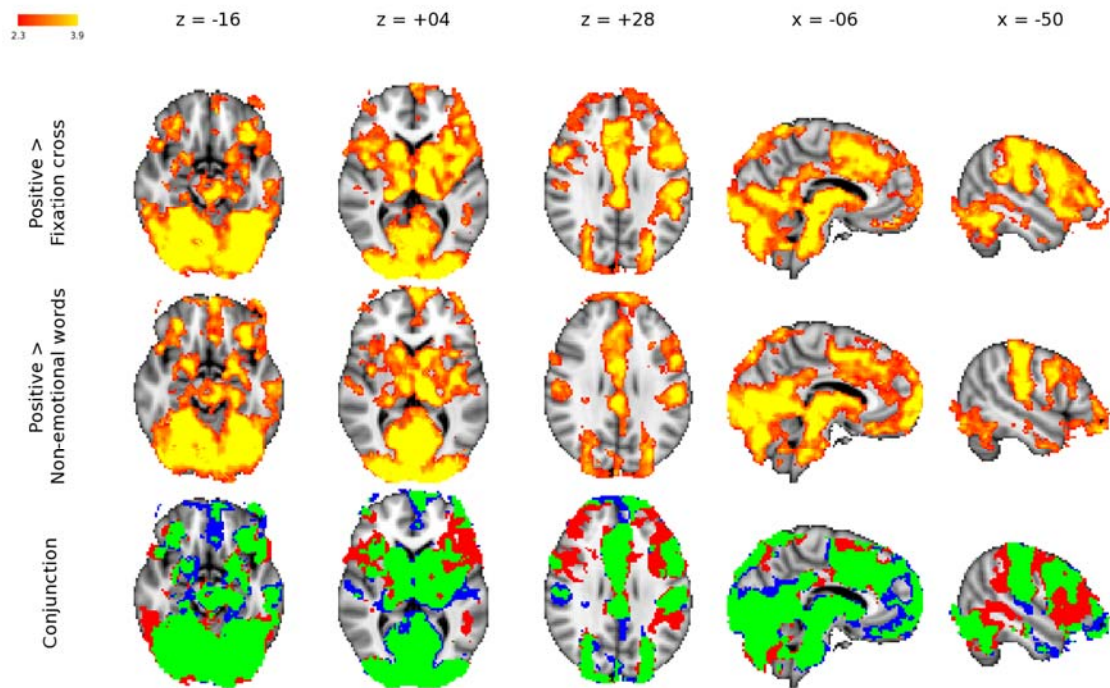 z = -16
z = +04
z = +28
x = -06
x = -50
2.3
3.9
Positive >
Fixation cross
Positive >
Non-emotional words
Conjunction